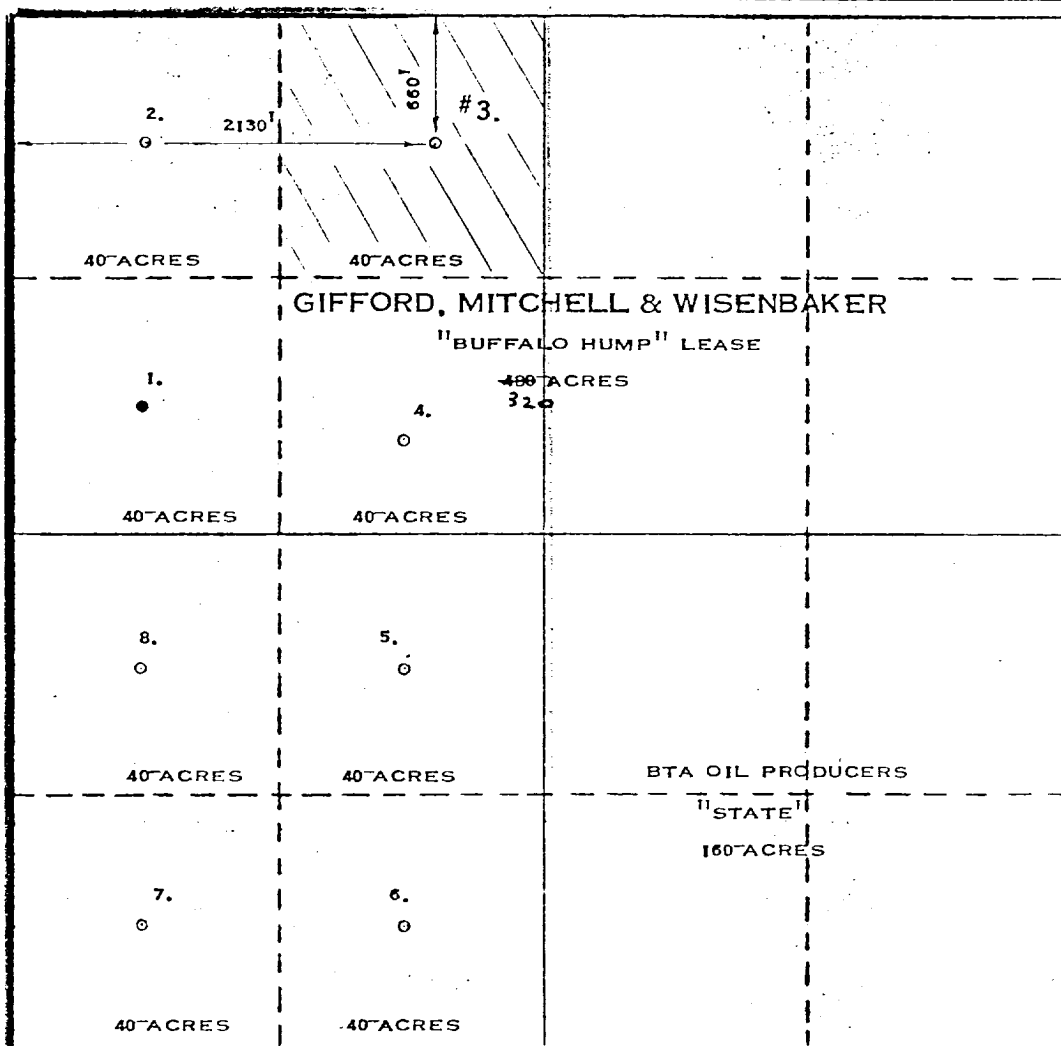 660'
#3.
2.
2130'
40-ACRES
40-ACRES
GIFFORD, MITCHELL & WISENBAKER
"BUFFALO HUMP" LEASE
480-ACRES
320
1.
4.
40-ACRES
40-ACRES
8.
5.
40-ACRES
40-ACRES
BTA OIL PRODUCERS
"STATE"
160-ACRES
7.
6.
40-ACRES
40-ACRES